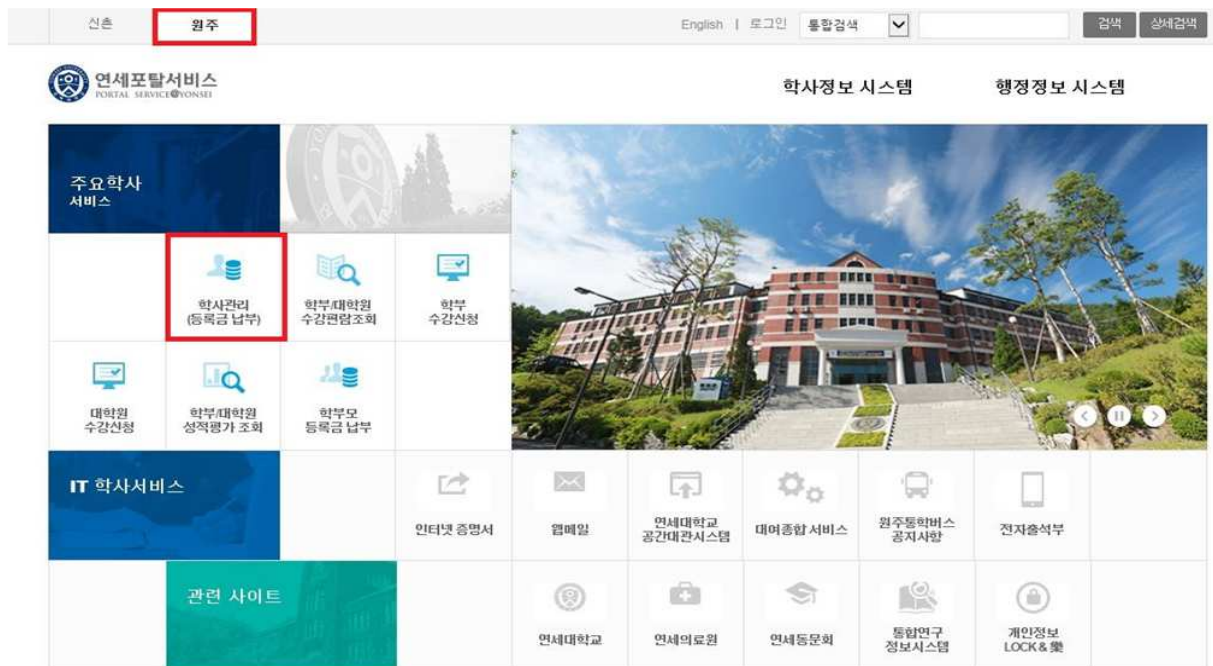 신촌
원주
English | 로그인 통합검색 검색 상세검색
연세포탈서비스
PORTAL SERVICE@YONSEI
학사정보 시스템
행정정보 시스템
주요학사
서비스
학사관리
(등록금 납부)
학부/대학원
수강편람조회
학부
수강신청
대학원
수강신청
학부/대학원
성적평가 조회
학부모
등록금 납부
IT 학사서비스
인터넷 증명서
웹메일
연세대학교
공간대관시스템
대여종합 서비스
원주통학버스
공지사항
전자출석부
관련 사이트
연세대학교
연세의료원
연세동문회
통합연구
정보시스템
개인정보
LOCK & 樂